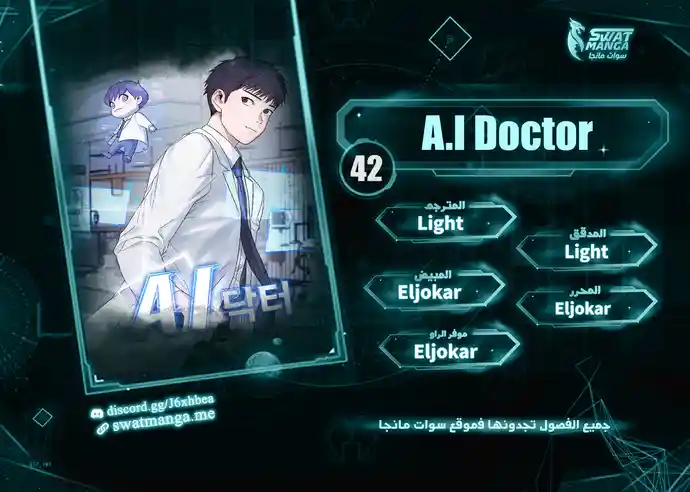 SWAT
MANGA
سوات مانجا
A.I Doctor
42
المترجم
Light
المدقق
Light
المبيض
Eljokar
المحرر
Eljokar
موفر الراو
Eljokar
A.I 닥터
discord.gg/J6xhbea
swatmanga.me
جميع الفصول تجدونها فموقع سوات مانجا